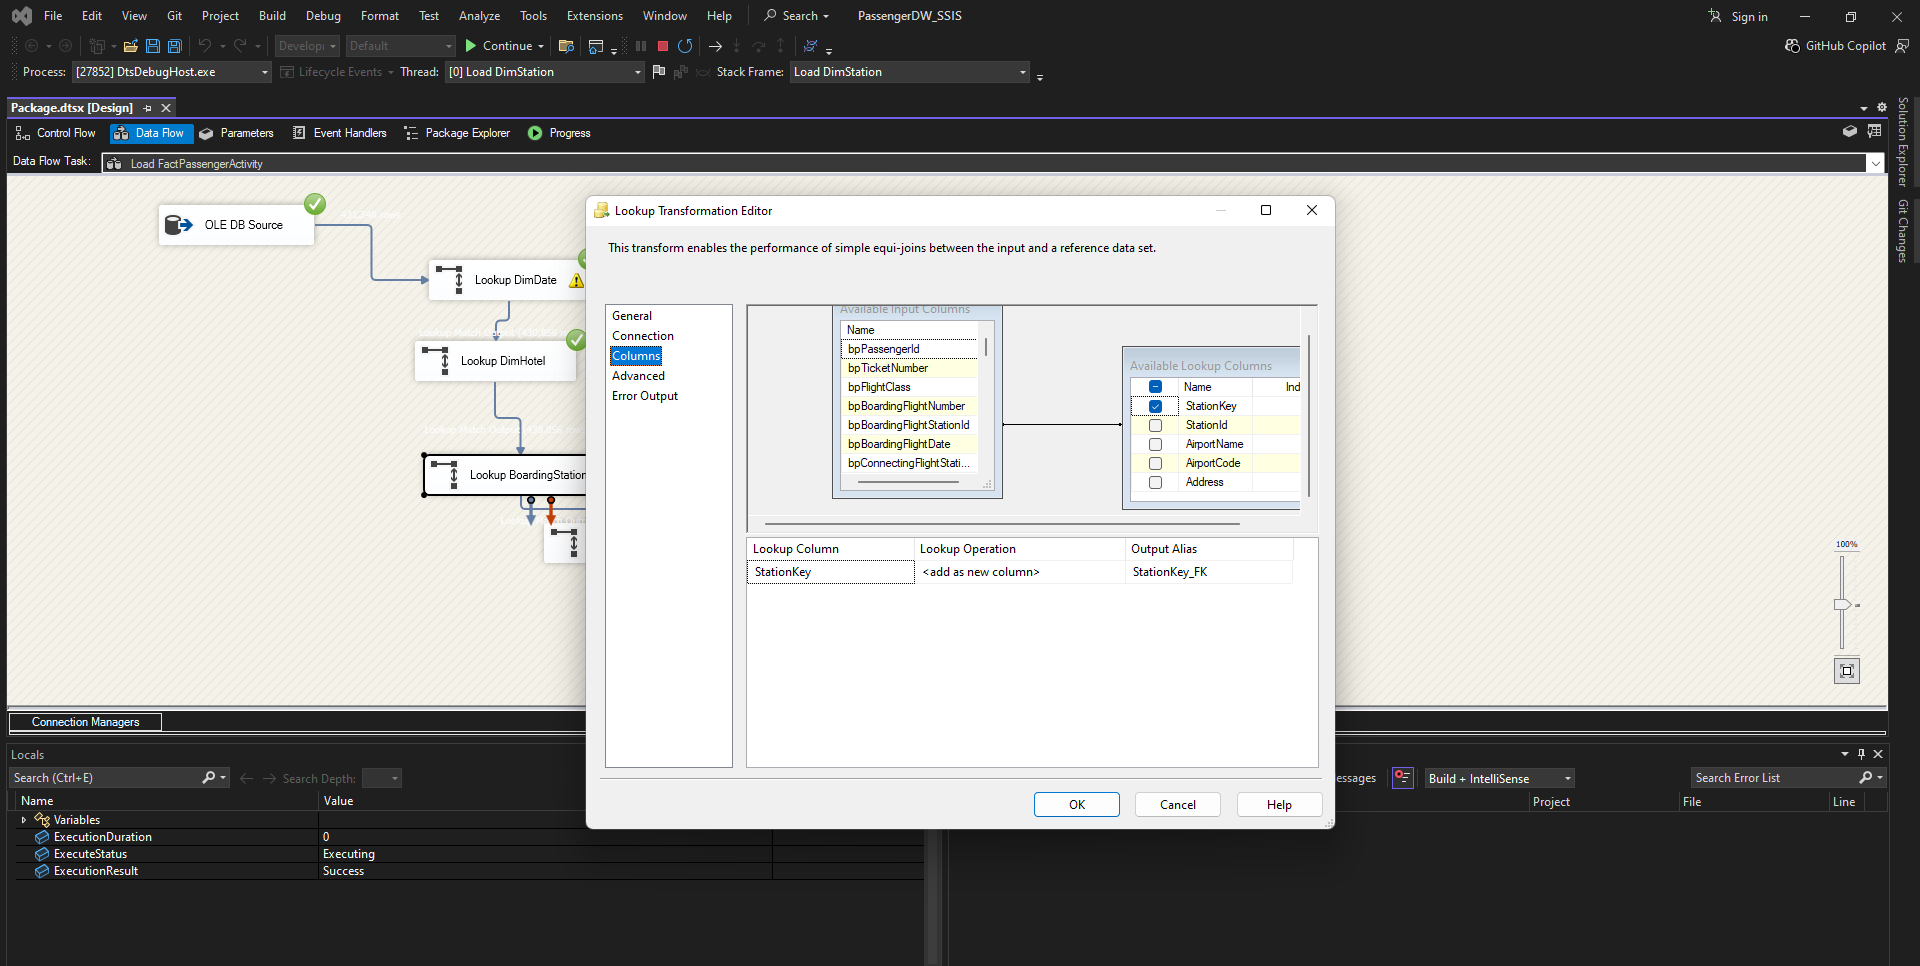 File Edit View Git Project Build Debug Format Test Analyze Tools Extensions Window Help Search PassengerDW_SSIS Sign in
Develop Default Continue GitHub Copilot
Process: [27852] DtsDebugHost.exe Lifecycle Events Thread: [0] Load DimStation Stack Frame: Load DimStation
Package.dtsx [Design]
Control Flow Data Flow Parameters Event Handlers Package Explorer Progress
Data Flow Task: Load FactPassengerActivity
Solution Explorer
Git Changes
OLE DB Source
Lookup DimDate
Lookup DimHotel
Lookup BoardingStation
100%
Lookup Transformation Editor
This transform enables the performance of simple equi-joins between the input and a reference data set.
General
Connection
Columns
Advanced
Error Output
Available Input Columns
Name
bpPassengerId
bpTicketNumber
bpFlightClass
bpBoardingFlightNumber
bpBoardingFlightStationId
bpBoardingFlightDate
bpConnectingFlightStati...
Available Lookup Columns
Name Ind
StationKey
StationId
AirportName
AirportCode
Address
Lookup Column Lookup Operation Output Alias
StationKey <add as new column> StationKey_FK
OK Cancel Help
Connection Managers
Locals
Search (Ctrl+E) Search Depth:
Name Value
Variables
ExecutionDuration 0
ExecuteStatus Executing
ExecutionResult Success
essages Build + IntelliSense Search Error List
Project File Line